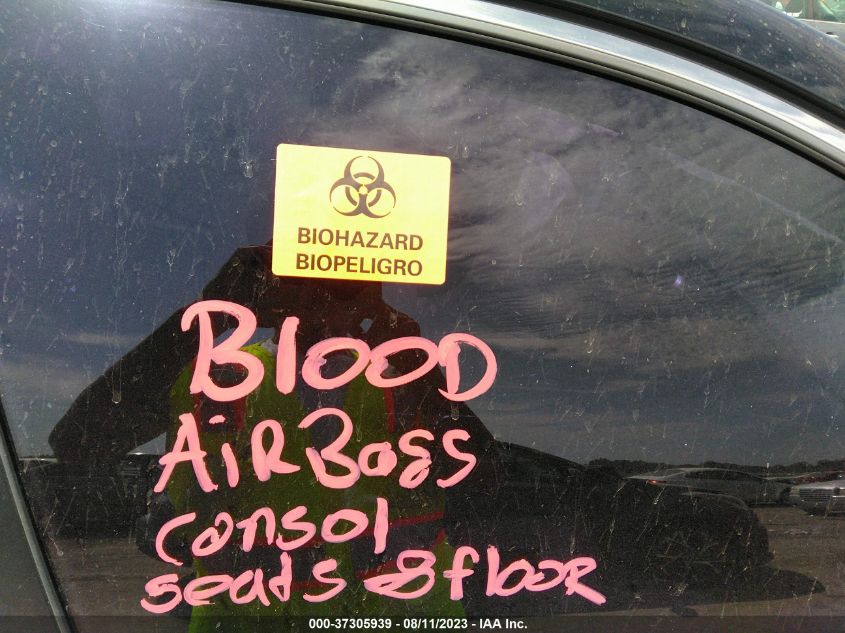 BIOHAZARD
BIOPELIGRO
BLOOD
AiRBagS
consol
seats & flooR
000-37305939 - 08/11/2023 - IAA Inc.